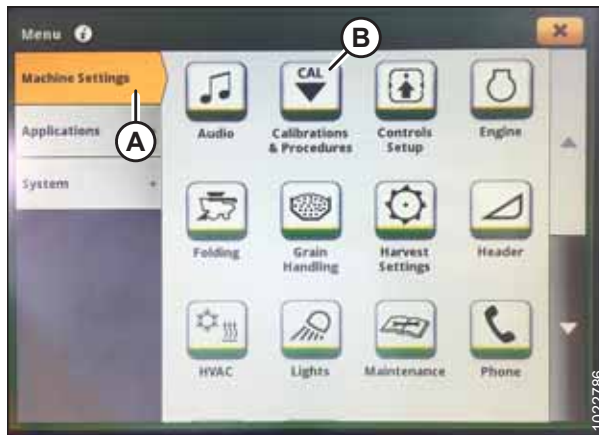 Menu i
Machine Settings
A
Applications
System
B
CAL
Audio
Calibrations
& Procedures
Controls
Setup
Engine
Folding
Grain
Handling
Harvest
Settings
Header
HVAC
Lights
Maintenance
Phone
1022786